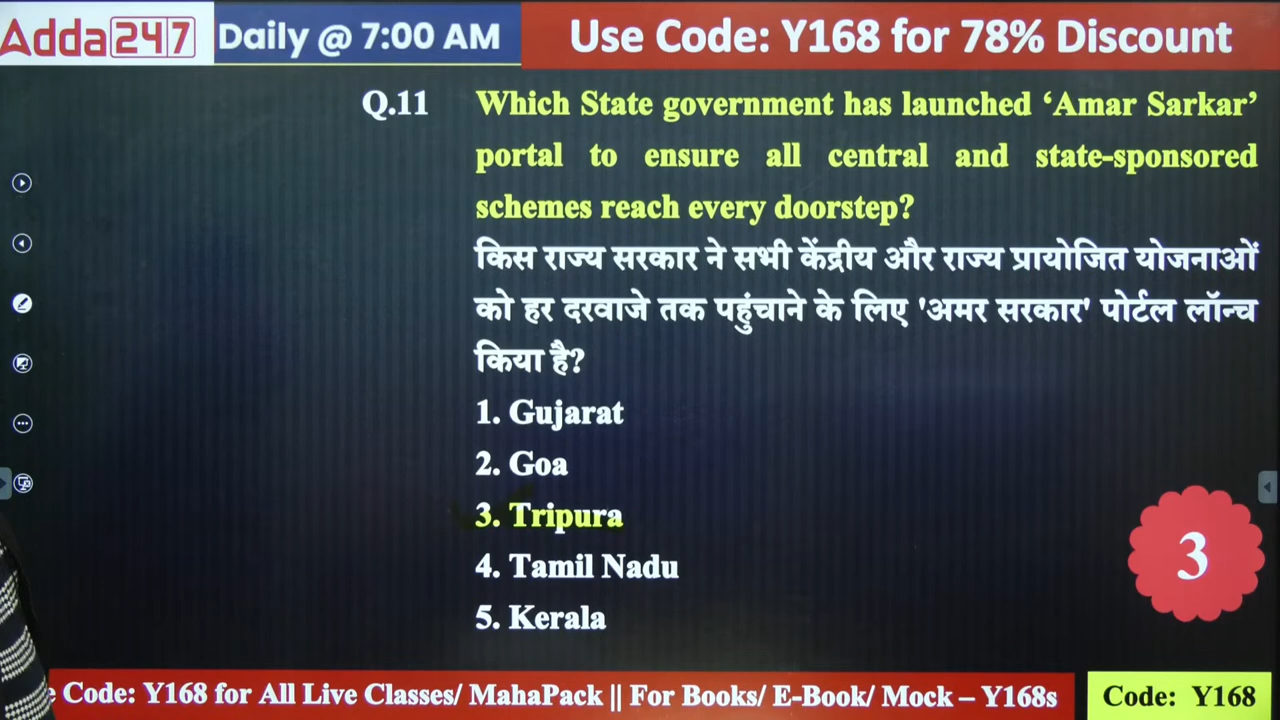 Adda247 Daily @ 7:00 AM Use Code: Y168 for 78% Discount
Q.11 Which State government has launched ‘Amar Sarkar’
portal to ensure all central and state-sponsored
schemes reach every doorstep?
किस राज्य सरकार ने सभी केंद्रीय और राज्य प्रायोजित योजनाओं
को हर दरवाजे तक पहुंचाने के लिए 'अमर सरकार' पोर्टल लॉन्च
किया है?
1. Gujarat
2. Goa
3. Tripura
4. Tamil Nadu
5. Kerala
3
e Code: Y168 for All Live Classes/ MahaPack || For Books/ E-Book/ Mock – Y168s
Code: Y168